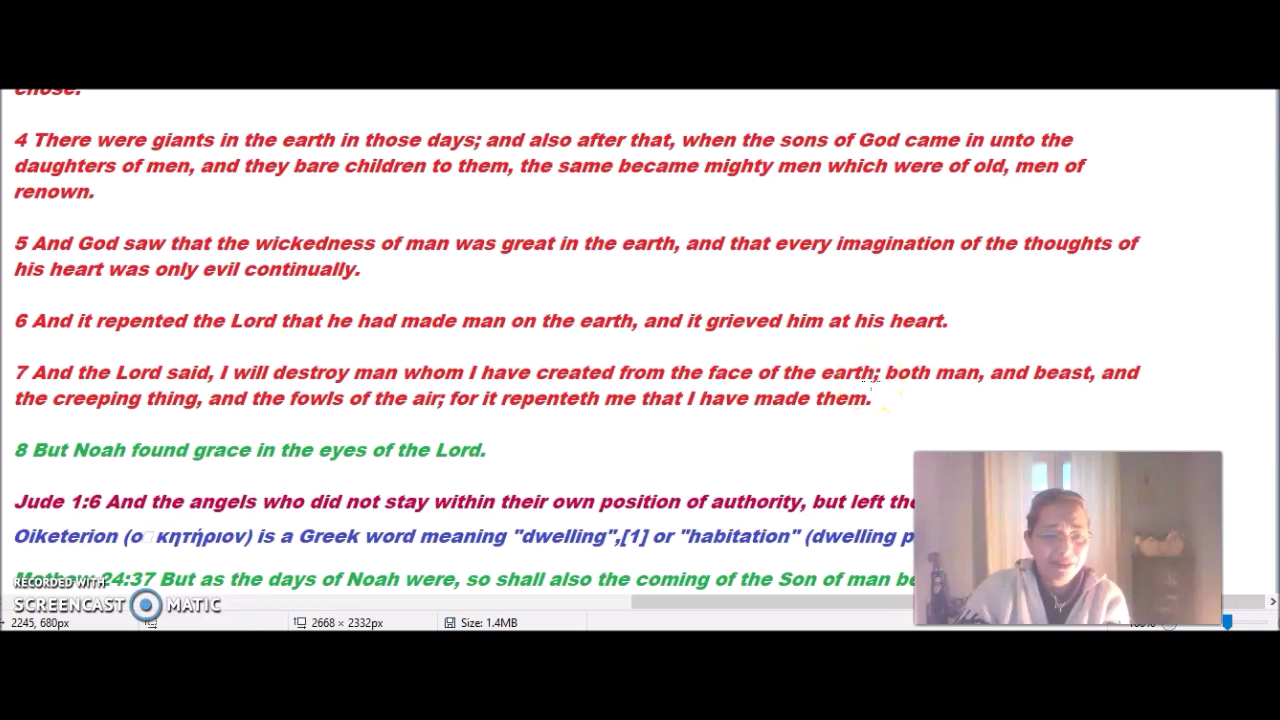 chose.
4 There were giants in the earth in those days; and also after that, when the sons of God came in unto the
daughters of men, and they bare children to them, the same became mighty men which were of old, men of
renown.
5 And God saw that the wickedness of man was great in the earth, and that every imagination of the thoughts of
his heart was only evil continually.
6 And it repented the Lord that he had made man on the earth, and it grieved him at his heart.
7 And the Lord said, I will destroy man whom I have created from the face of the earth; both man, and beast, and
the creeping thing, and the fowls of the air; for it repenteth me that I have made them.
8 But Noah found grace in the eyes of the Lord.
Jude 1:6 And the angels who did not stay within their own position of authority, but left the
Oiketerion (ο□κητήριον) is a Greek word meaning "dwelling",[1] or "habitation" (dwelling p
24:37 But as the days of Noah were, so shall also the coming of the Son of man be
RECORDED WITH
SCREENCAST MATIC
2245, 680px
2668 × 2332px
Size: 1.4MB